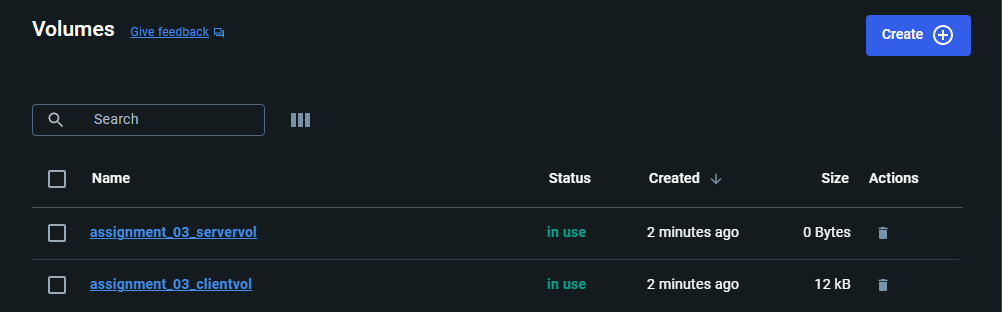 Volumes Give feedback
Create
Search
Name Status Created Size Actions
assignment_03_servervol in use 2 minutes ago 0 Bytes
assignment_03_clientvol in use 2 minutes ago 12 kB